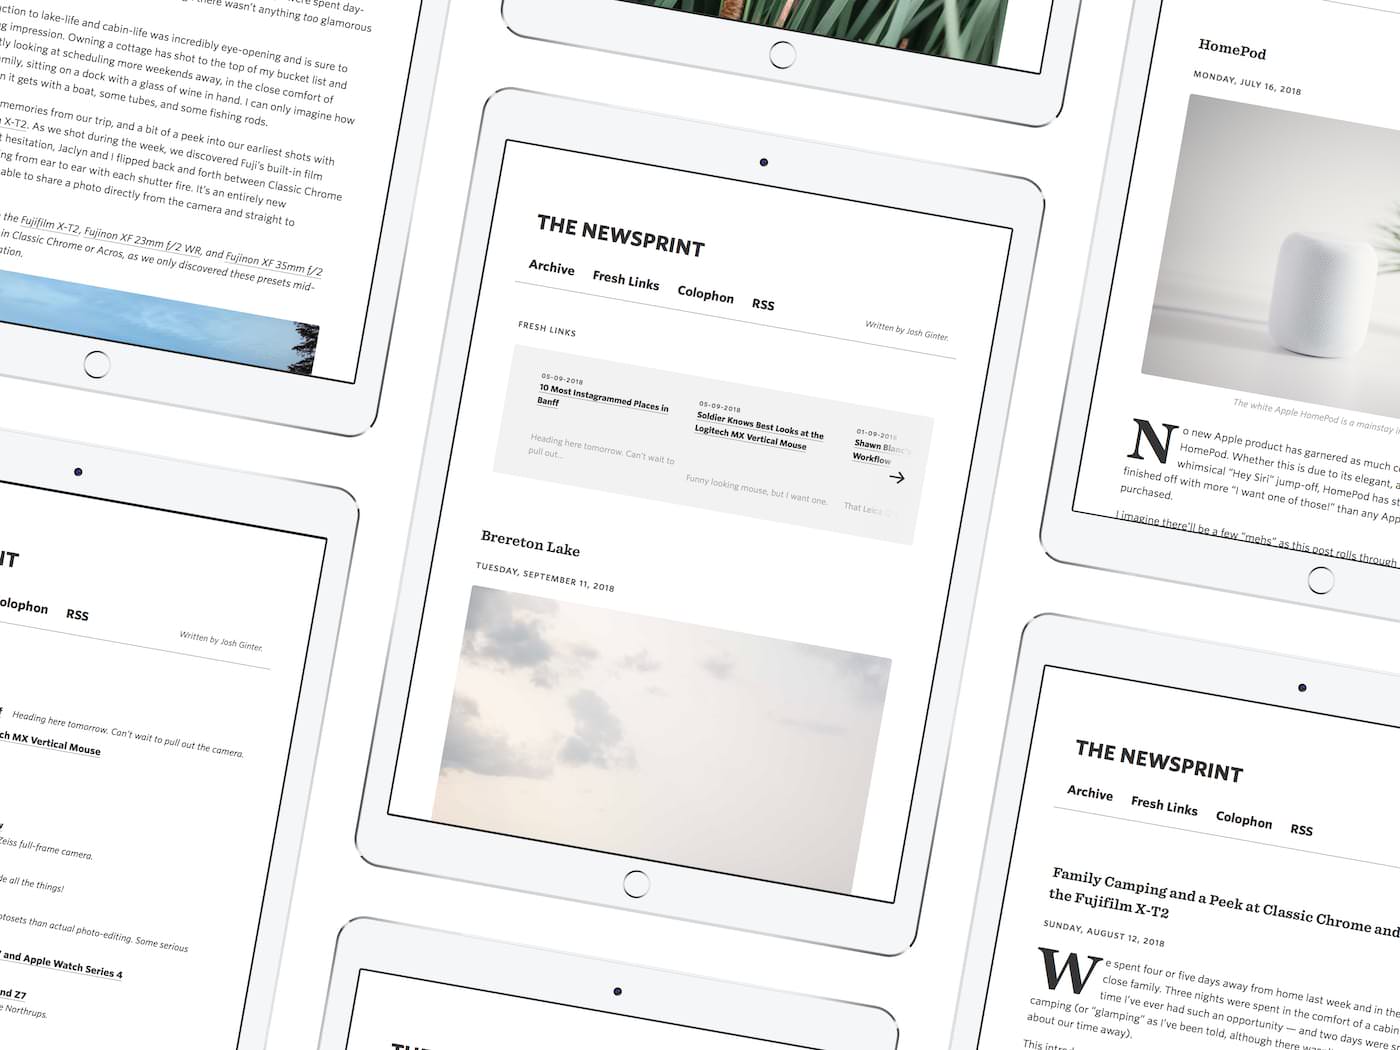 were spent day-
there wasn't anything too glamorous
ction to lake-life and cabin-life was incredibly eye-opening and is sure to
impression. Owning a cottage has shot to the top of my bucket list and
looking at scheduling more weekends away, in the close comfort of
sitting on a dock with a glass of wine in hand. I can only imagine how
it gets with a boat, some tubes, and some fishing rods.
memories from our trip, and a bit of a peek into our earliest shots with
X-T2. As we shot during the week, we discovered Fuji's built-in film
hesitation, Jaclyn and I flipped back and forth between Classic Chrome
ing from ear to ear with each shutter fire. It's an entirely new
able to share a photo directly from the camera and straight to
the Fujifilm X-T2, Fujinon XF 23mm f/2 WR, and Fujinon XF 35mm f/2
in Classic Chrome or Acros, as we only discovered these presets mid-
ation.
THE NEWSPRINT
Archive Fresh Links Colophon RSS
Written by Josh Ginter.
FRESH LINKS
05-09-2018
10 Most Instagrammed Places in
Banff
Heading here tomorrow. Can't wait to
pull out...
05-09-2018
Soldier Knows Best Looks at the
Logitech MX Vertical Mouse
Funny looking mouse, but I want one.
01-09-2018
Shawn Blanc's
Workflow
That Leica
Brereton Lake
TUESDAY, SEPTEMBER 11, 2018
HomePod
MONDAY, JULY 16, 2018
The white Apple HomePod is a mainstay in
No new Apple product has garnered as much c
HomePod. Whether this is due to its elegant, a
whimsical "Hey Siri" jump-off, HomePod has st
finished off with more "I want one of those!" than any App
purchased.
I imagine there'll be a few "mehs" as this post rolls through
NT
olophon RSS
Written by Josh Ginter.
f Heading here tomorrow. Can't wait to pull out the camera.
ch MX Vertical Mouse
w
Zeiss full-frame camera.
de all the things!
otosets than actual photo-editing. Some serious
and Apple Watch Series 4
nd Z7
e Northrups.
THE NEWSPRINT
Archive Fresh Links Colophon RSS
Family Camping and a Peek at Classic Chrome and
the Fujifilm X-T2
SUNDAY, AUGUST 12, 2018
We spent four or five days away from home last week and in the
close family. Three nights were spent in the comfort of a cabin
time I've ever had such an opportunity — and two days were s
camping (or "glamping" as I've been told, although there
about our time away).
This